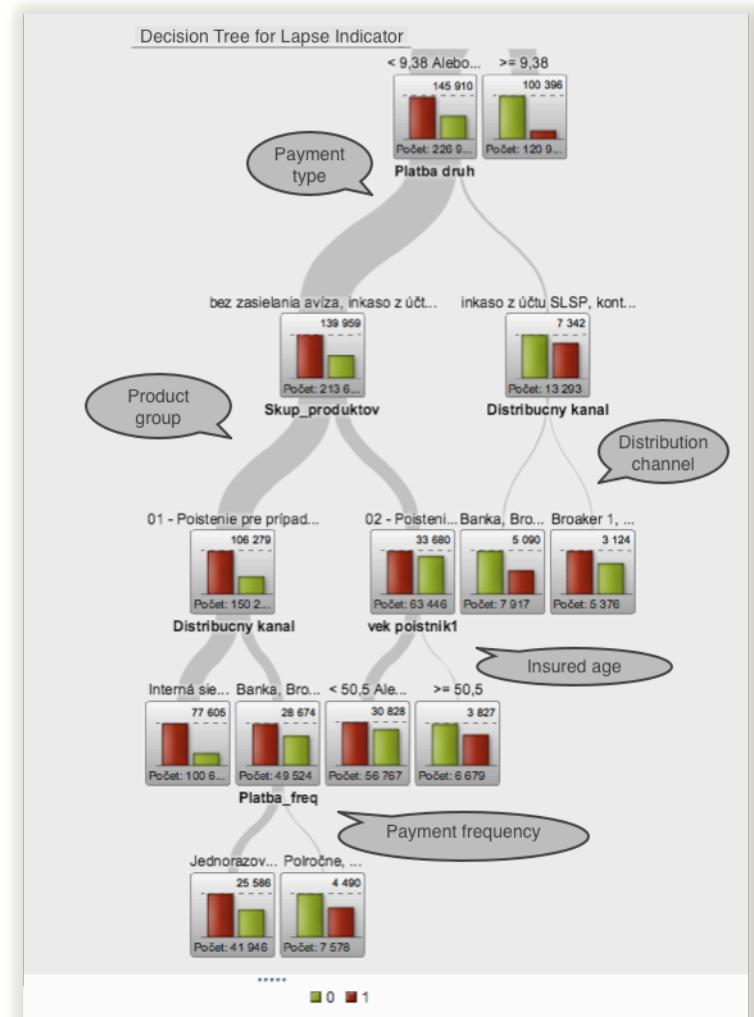 Decision Tree for Lapse Indicator
< 9,38 Alebo... >= 9,38
145 910 100 396
Počet: 226 9... Počet: 120 9...
Payment
type
Platba druh
bez zasielania avíza, inkaso z účt... inkaso z účtu SLSP, kont...
139 959 7 342
Počet: 213 6... Počet: 13 293
Skup_produktov Distribucny kanal
Product
group
Distribution
channel
01 - Poistenie pre prípad... 02 - Poisteni... Banka, Bro... Broaker 1, ...
106 279 33 680 5 090 3 124
Počet: 150 2... Počet: 63 446 Počet: 7 917 Počet: 5 376
Distribucny kanal vek poistnik1
Insured age
Interná sie... Banka, Bro... < 50,5 Ale... >= 50,5
77 605 28 674 30 828 3 827
Počet: 100 6... Počet: 49 524 Počet: 56 767 Počet: 6 679
Platba_freq
Payment frequency
Jednorazov... Polročne, ...
25 586 4 490
Počet: 41 946 Počet: 7 578
0 1